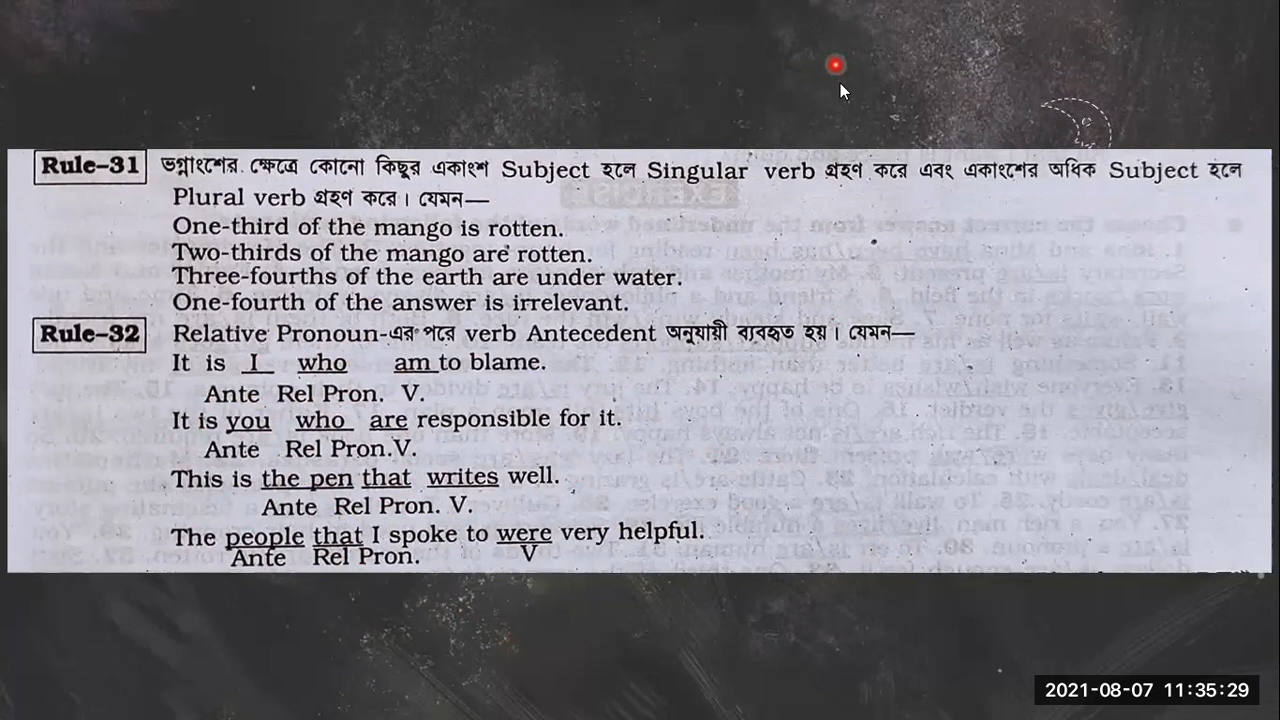 Rule–31 ভগ্নাংশের ক্ষেত্রে কোনো কিছুর একাংশ Subject হলে Singular verb গ্রহণ করে এবং একাংশের অধিক Subject হলে
Plural verb গ্রহণ করে। যেমন—
One-third of the mango is rotten.
Two-thirds of the mango are rotten.
Three-fourths of the earth are under water.
One-fourth of the answer is irrelevant.
Rule–32 Relative Pronoun-এর পরে verb Antecedent অনুযায়ী ব্যবহৃত হয়। যেমন—
It is I who am to blame.
Ante Rel Pron. V.
It is you who are responsible for it.
Ante Rel Pron.V.
This is the pen that writes well.
Ante Rel Pron. V.
The people that I spoke to were very helpful.
Ante Rel Pron. V
2021-08-07 11:35:29